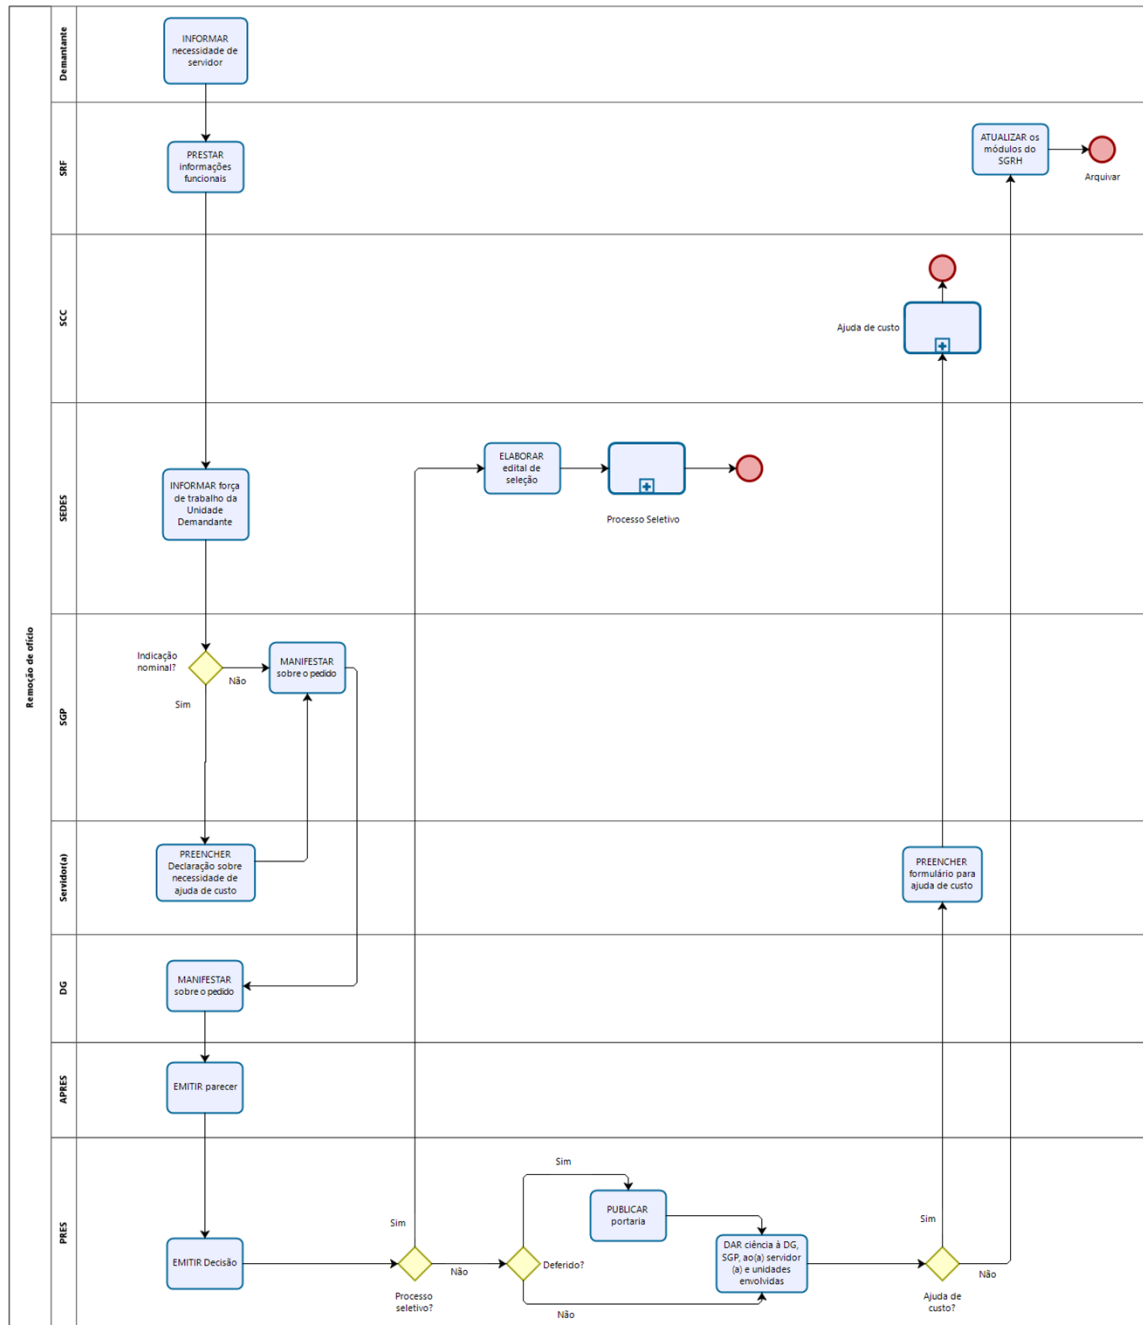 Remoção de ofício
Demantante
INFORMAR
necessidade de
servidor
SRF
PRESTAR
informações
funcionais
ATUALIZAR os
módulos do
SGRH
Arquivar
SCC
Ajuda de custo
SEDES
INFORMAR força
de trabalho da
Unidade
Demandante
ELABORAR
edital de
seleção
Processo Seletivo
SGP
Indicação
nominal?
Não
Sim
MANIFESTAR
sobre o pedido
Servidor(a)
PREENCHER
Declaração sobre
necessidade de
ajuda de custo
PREENCHER
formulário para
ajuda de custo
DG
MANIFESTAR
sobre o pedido
APRES
EMITIR parecer
PRES
EMITIR Decisão
Sim
Processo
seletivo?
Não
Deferido?
Sim
Não
PUBLICAR
portaria
DAR ciência à DG,
SGP, ao(a) servidor
(a) e unidades
envolvidas
Sim
Ajuda de
custo?
Não